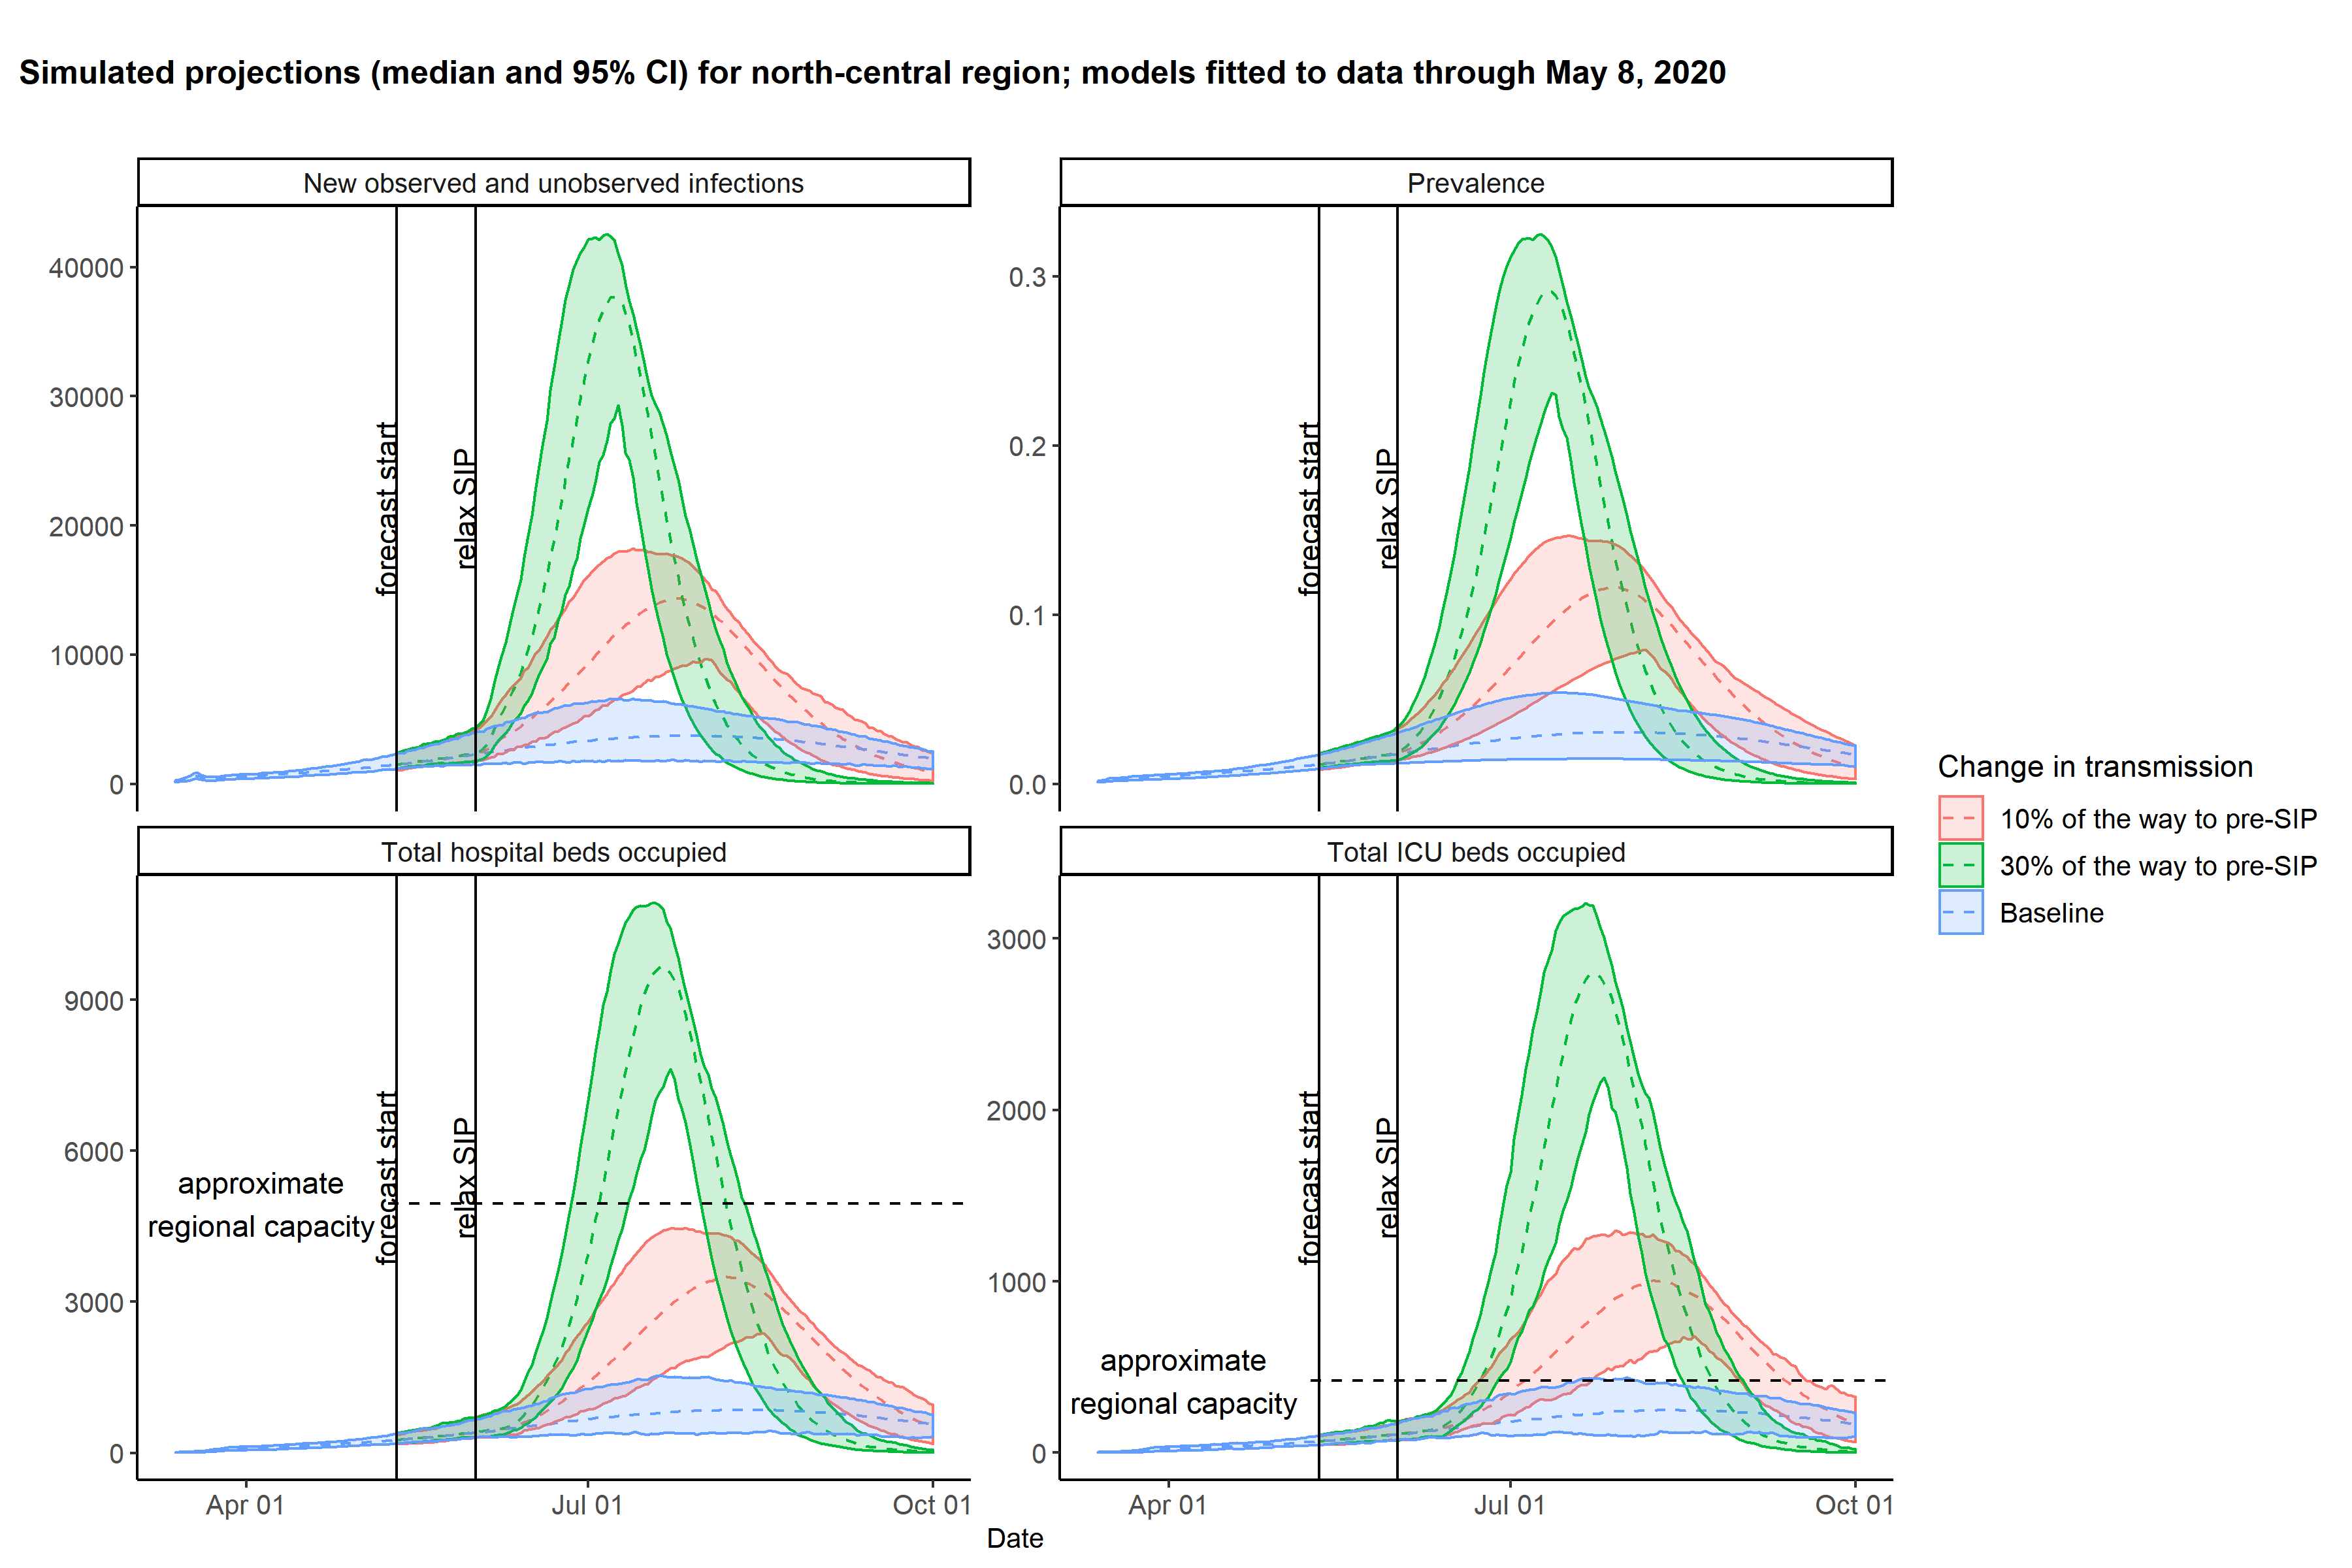 Simulated projections (median and 95% CI) for north-central region; models fitted to data through May 8, 2020
New observed and unobserved infections
Prevalence
40000
30000
20000
10000
0
forecast start
relax SIP
0.3
0.2
0.1
0.0
forecast start
relax SIP
Total hospital beds occupied
Total ICU beds occupied
9000
6000
3000
0
approximate
regional capacity
forecast start
relax SIP
3000
2000
1000
0
approximate
regional capacity
forecast start
relax SIP
Apr 01
Jul 01
Oct 01
Apr 01
Jul 01
Oct 01
Date
Change in transmission
10% of the way to pre-SIP
30% of the way to pre-SIP
Baseline